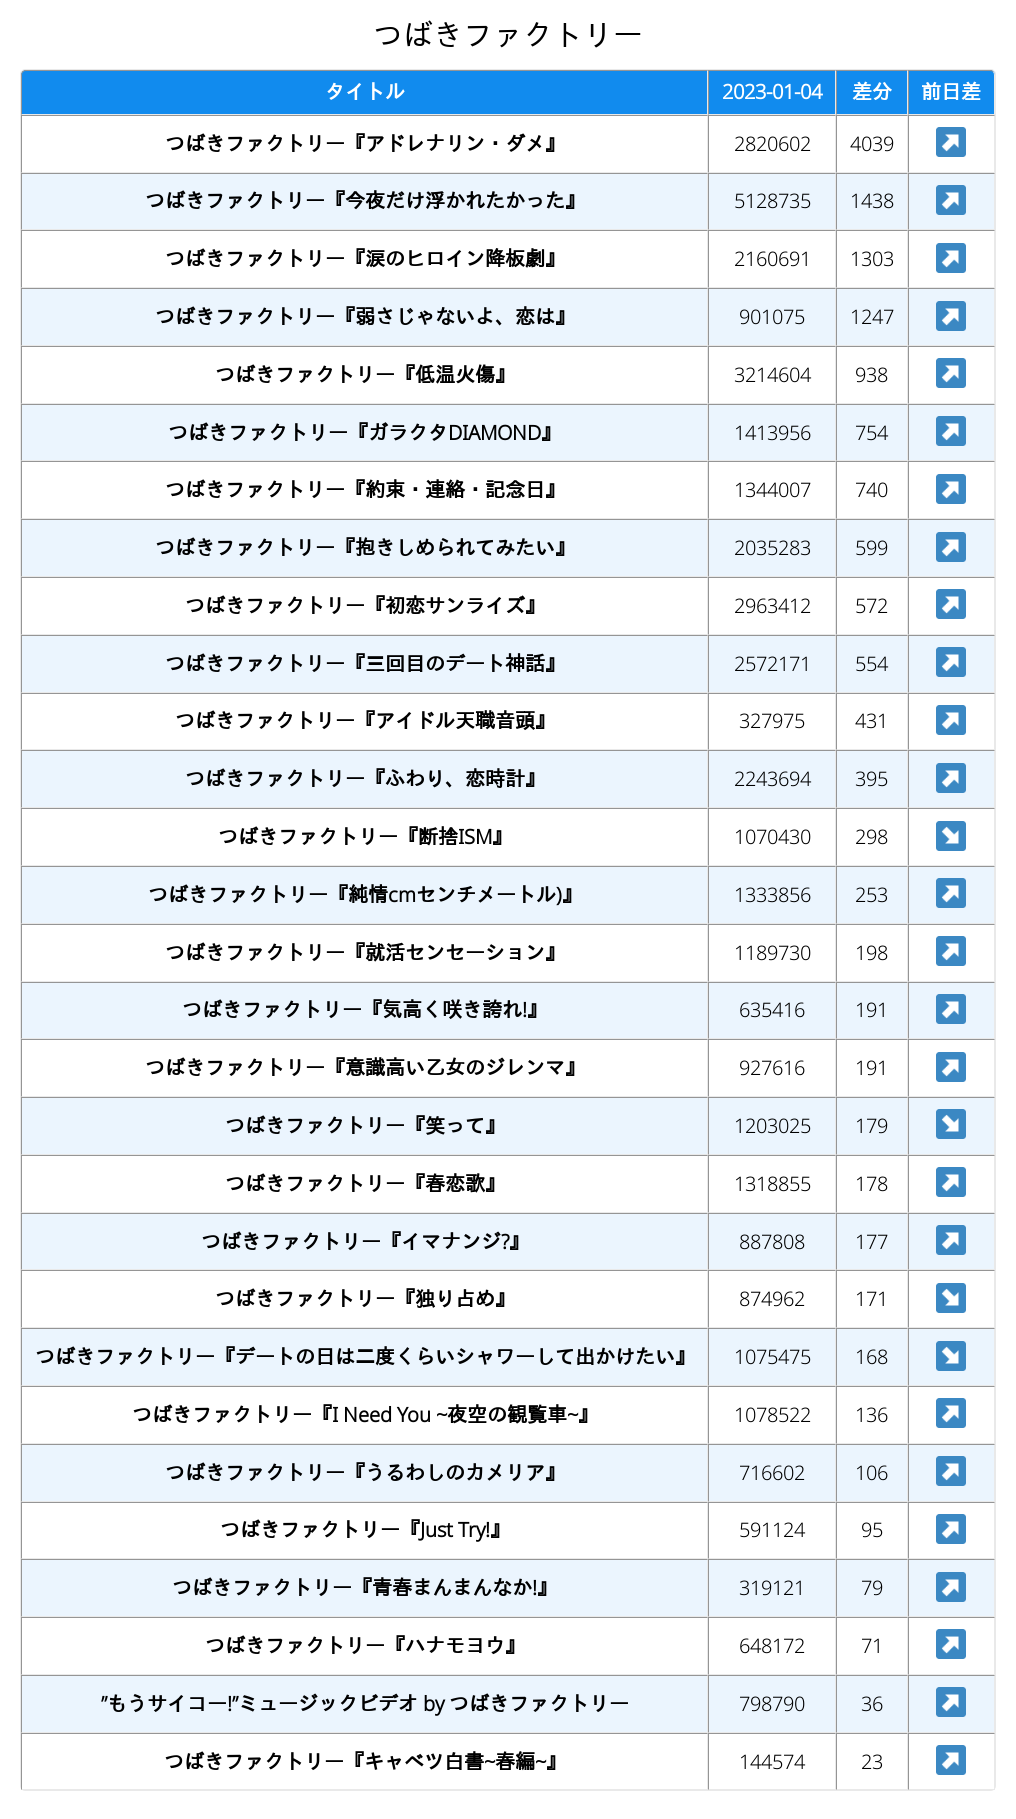 つばきファクトリー
タイトル 2023-01-04 差分 前日差
つばきファクトリー『アドレナリン・ダメ』 2820602 4039 ↗
つばきファクトリー『今夜だけ浮かれたかった』 5128735 1438 ↗
つばきファクトリー『涙のヒロイン降板劇』 2160691 1303 ↗
つばきファクトリー『弱さじゃないよ、恋は』 901075 1247 ↗
つばきファクトリー『低温火傷』 3214604 938 ↗
つばきファクトリー『ガラクタDIAMOND』 1413956 754 ↗
つばきファクトリー『約束・連絡・記念日』 1344007 740 ↗
つばきファクトリー『抱きしめられてみたい』 2035283 599 ↗
つばきファクトリー『初恋サンライズ』 2963412 572 ↗
つばきファクトリー『三回目のデート神話』 2572171 554 ↗
つばきファクトリー『アイドル天職音頭』 327975 431 ↗
つばきファクトリー『ふわり、恋時計』 2243694 395 ↗
つばきファクトリー『断捨ISM』 1070430 298 ↘
つばきファクトリー『純情cmセンチメートル)』 1333856 253 ↗
つばきファクトリー『就活センセーション』 1189730 198 ↗
つばきファクトリー『気高く咲き誇れ!』 635416 191 ↗
つばきファクトリー『意識高い乙女のジレンマ』 927616 191 ↗
つばきファクトリー『笑って』 1203025 179 ↘
つばきファクトリー『春恋歌』 1318855 178 ↗
つばきファクトリー『イマナンジ?』 887808 177 ↗
つばきファクトリー『独り占め』 874962 171 ↘
つばきファクトリー『デートの日は二度くらいシャワーして出かけたい』 1075475 168 ↘
つばきファクトリー『I Need You ~夜空の観覧車~』 1078522 136 ↗
つばきファクトリー『うるわしのカメリア』 716602 106 ↗
つばきファクトリー『Just Try!』 591124 95 ↗
つばきファクトリー『青春まんまんなか!』 319121 79 ↗
つばきファクトリー『ハナモヨウ』 648172 71 ↗
”もうサイコー!”ミュージックビデオ by つばきファクトリー 798790 36 ↗
つばきファクトリー『キャベツ白書~春編~』 144574 23 ↗